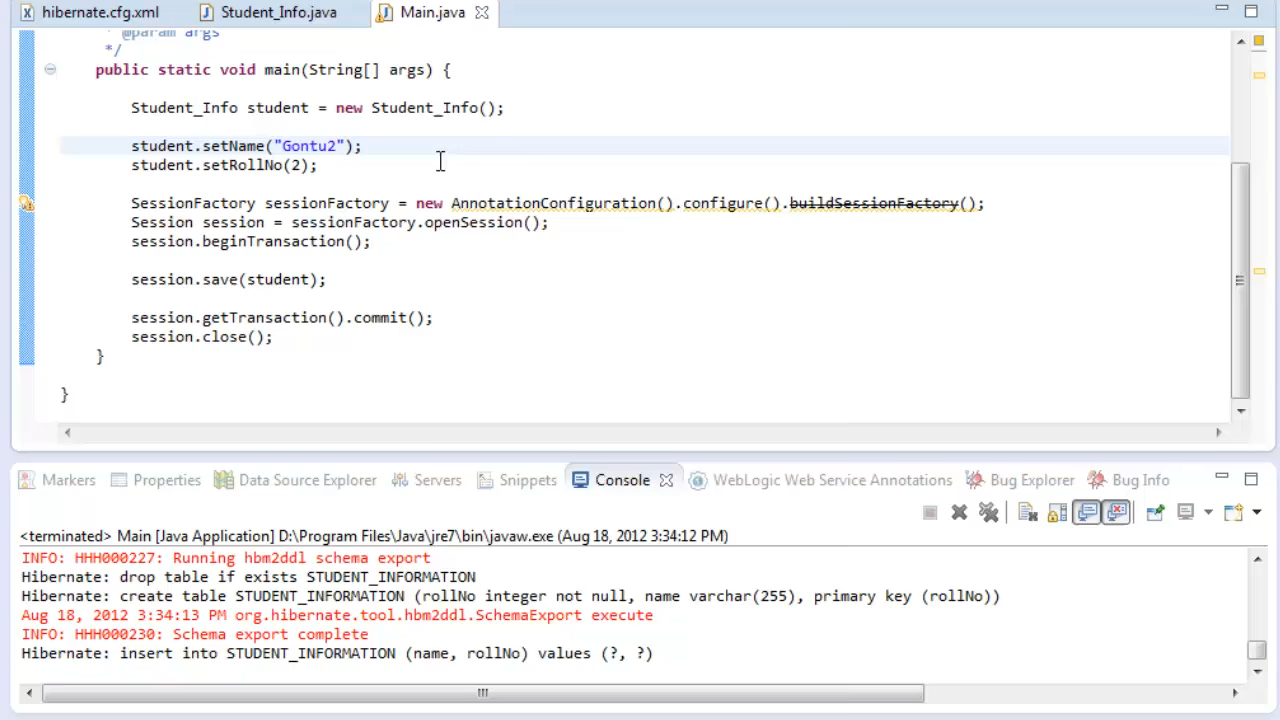 hibernate.cfg.xml Student_Info.java Main.java
* @param args
*/
public static void main(String[] args) {
Student_Info student = new Student_Info();
student.setName("Gontu2");
student.setRollNo(2);
SessionFactory sessionFactory = new AnnotationConfiguration().configure().buildSessionFactory();
Session session = sessionFactory.openSession();
session.beginTransaction();
session.save(student);
session.getTransaction().commit();
session.close();
}
}
Markers Properties Data Source Explorer Servers Snippets Console WebLogic Web Service Annotations Bug Explorer Bug Info
<terminated> Main [Java Application] D:\Program Files\Java\jre7\bin\javaw.exe (Aug 18, 2012 3:34:12 PM)
INFO: HHH000227: Running hbm2ddl schema export
Hibernate: drop table if exists STUDENT_INFORMATION
Hibernate: create table STUDENT_INFORMATION (rollNo integer not null, name varchar(255), primary key (rollNo))
Aug 18, 2012 3:34:13 PM org.hibernate.tool.hbm2ddl.SchemaExport execute
INFO: HHH000230: Schema export complete
Hibernate: insert into STUDENT_INFORMATION (name, rollNo) values (?, ?)